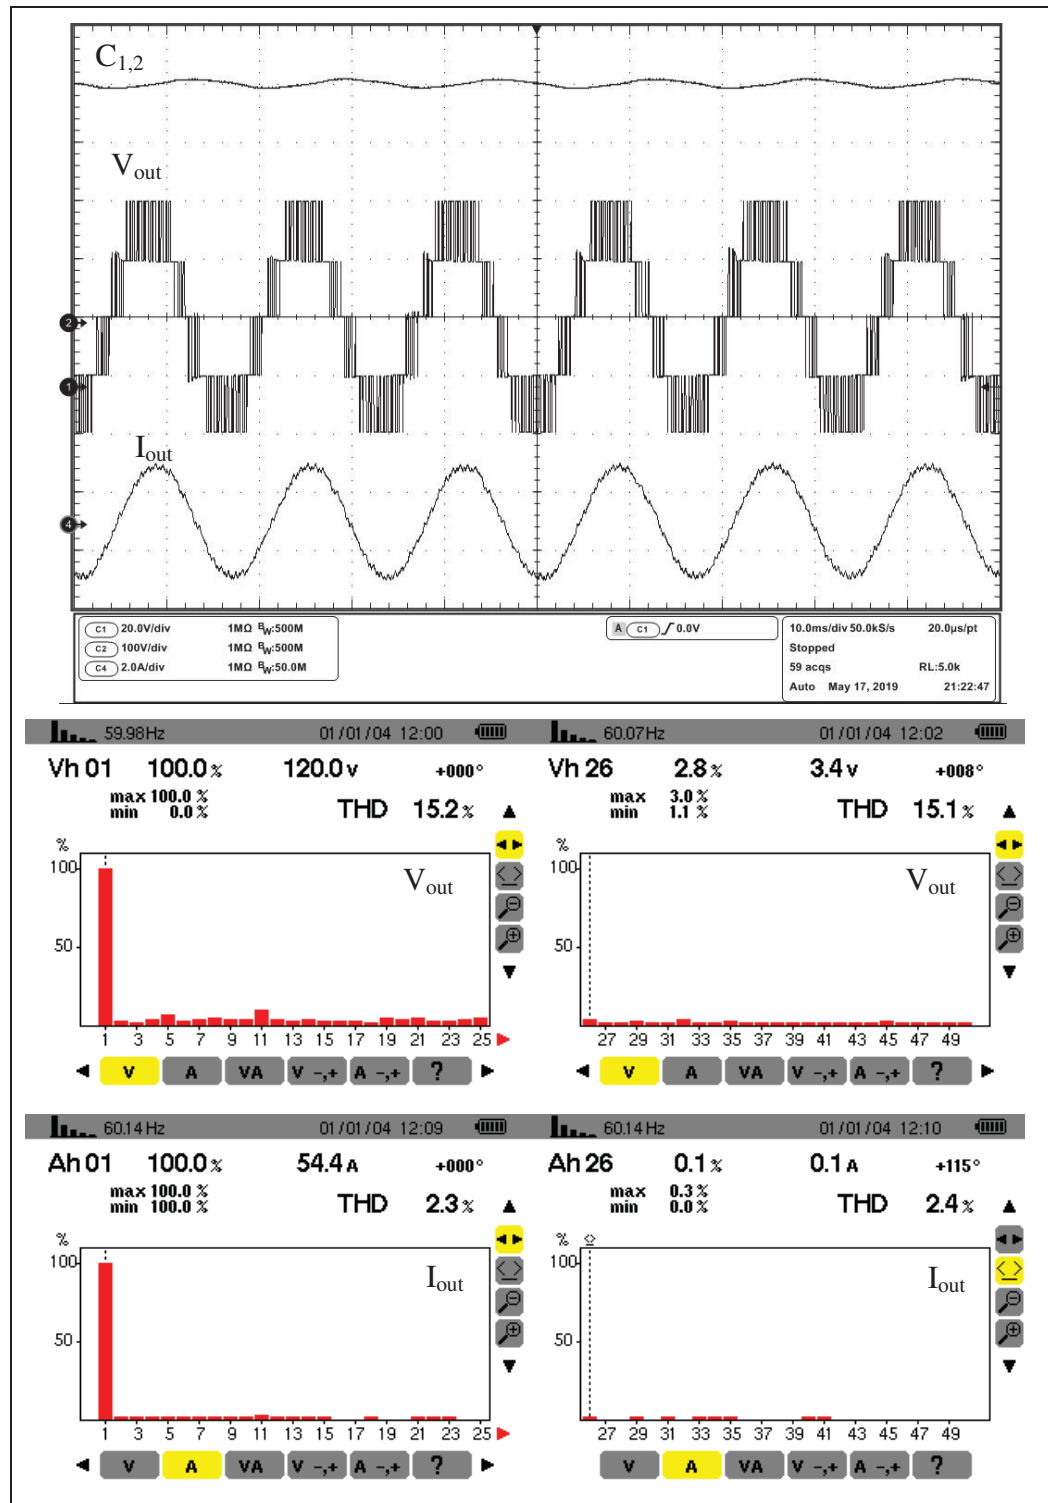 C1,2
Vout
2
1
Iout
4
C1 20.0V/div 1MΩ BW:500M
C2 100V/div 1MΩ BW:500M
C4 2.0A/div 1MΩ BW:50.0M
A C1 0.0V
10.0ms/div 50.0kS/s 20.0µs/pt
Stopped
59 acqs RL:5.0k
Auto May 17, 2019 21:22:47
59.98Hz 01/01/04 12:00
Vh 01 100.0% 120.0v +000°
max 100.0 %
min 0.0 %
THD 15.2%
%
100
50
Vout
1 3 5 7 9 11 13 15 17 19 21 23 25
V A VA V -,+ A -,+ ?
60.07Hz 01/01/04 12:02
Vh 26 2.8% 3.4v +008°
max 3.0 %
min 1.1 %
THD 15.1%
%
100
50
Vout
27 29 31 33 35 37 39 41 43 45 47 49
V A VA V -,+ A -,+ ?
60.14Hz 01/01/04 12:09
Ah 01 100.0% 54.4A +000°
max 100.0 %
min 100.0 %
THD 2.3%
%
100
50
Iout
1 3 5 7 9 11 13 15 17 19 21 23 25
V A VA V -,+ A -,+ ?
60.14Hz 01/01/04 12:10
Ah 26 0.1% 0.1A +115°
max 0.3 %
min 0.0 %
THD 2.4%
%
100
50
Iout
27 29 31 33 35 37 39 41 43 45 47 49
V A VA V -,+ A -,+ ?